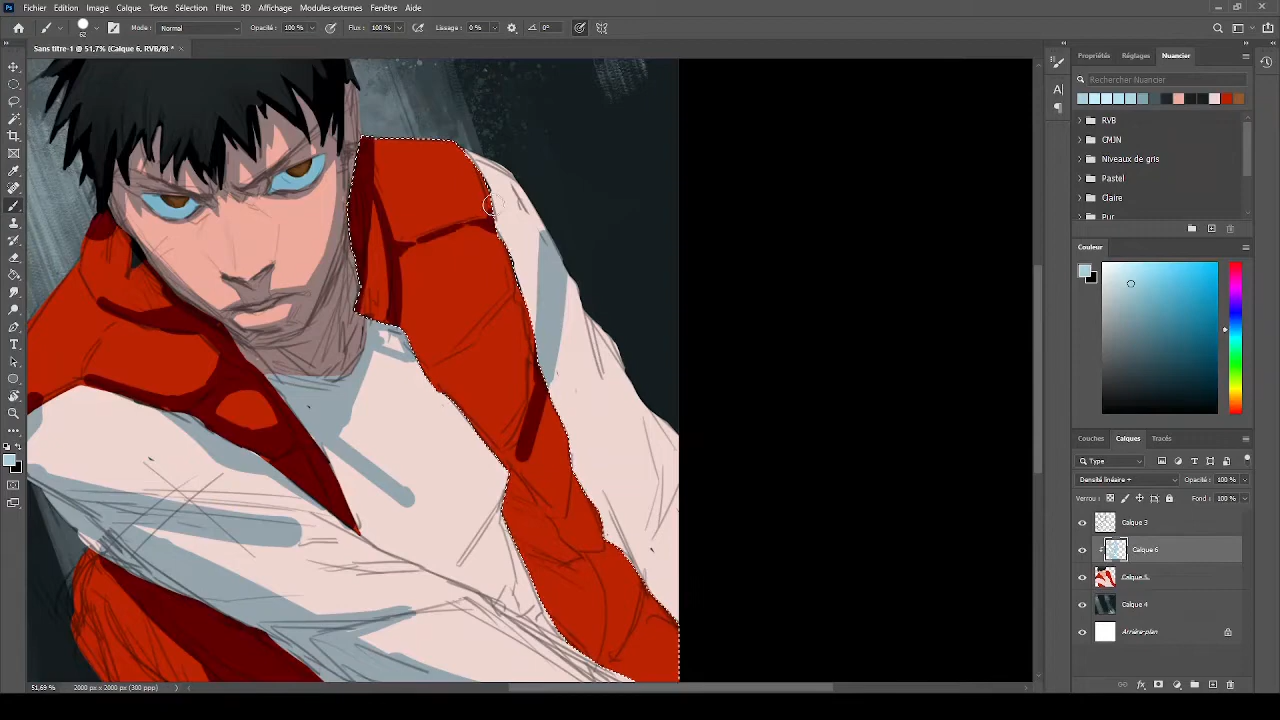 Fichier Edition Image Calque Texte Sélection Filtre 3D Affichage Modules externes Fenêtre Aide
62 Mode : Normal Opacité : 100 % Flux : 100 % Lissage : 0 % 0°
Sans titre-1 @ 51,7% (Calque 6, RVB/8) * ×
Propriétés Réglages Nuancier
Rechercher Nuancier
RVB
CMJN
Niveaux de gris
Pastel
Claire
Pur
Couleur
Couches Calques Tracés
Type
Densité linéaire + Opacité : 100 %
Verrou : Fond : 100 %
Calque 3
Calque 6
Calque 5
Calque 4
Arrière-plan
51,69 % 2000 px x 2000 px (300 ppp)